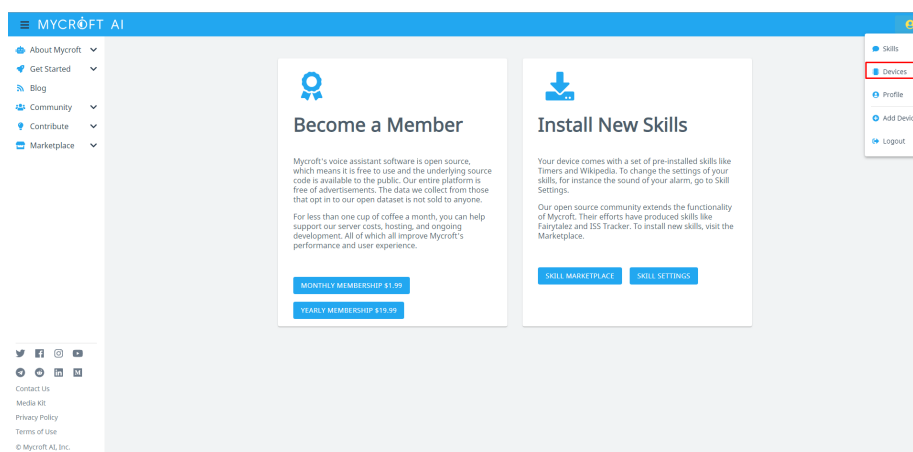 MYCROFT AI
About Mycroft
Get Started
Blog
Community
Contribute
Marketplace
Become a Member
Mycroft's voice assistant software is open source,
which means it is free to use and the underlying source
code is available to the public. Our entire platform is
free of advertisements. The data we collect from those
that opt in to our open dataset is not sold to anyone.
For less than one cup of coffee a month, you can help
support our server costs, hosting, and ongoing
development. All of which all improve Mycroft's
performance and user experience.
MONTHLY MEMBERSHIP $1.99
YEARLY MEMBERSHIP $19.99
Install New Skills
Your device comes with a set of pre-installed skills like
Timers and Wikipedia. To change the settings of your
skills, for instance the sound of your alarm, go to Skill
Settings.
Our open source community extends the functionality
of Mycroft. Their efforts have produced skills like
Fairytalez and ISS Tracker. To install new skills, visit the
Marketplace.
SKILL MARKETPLACE
SKILL SETTINGS
Skills
Devices
Profile
Add Devic
Logout
Contact Us
Media Kit
Privacy Policy
Terms of Use
© Mycroft AI, Inc.